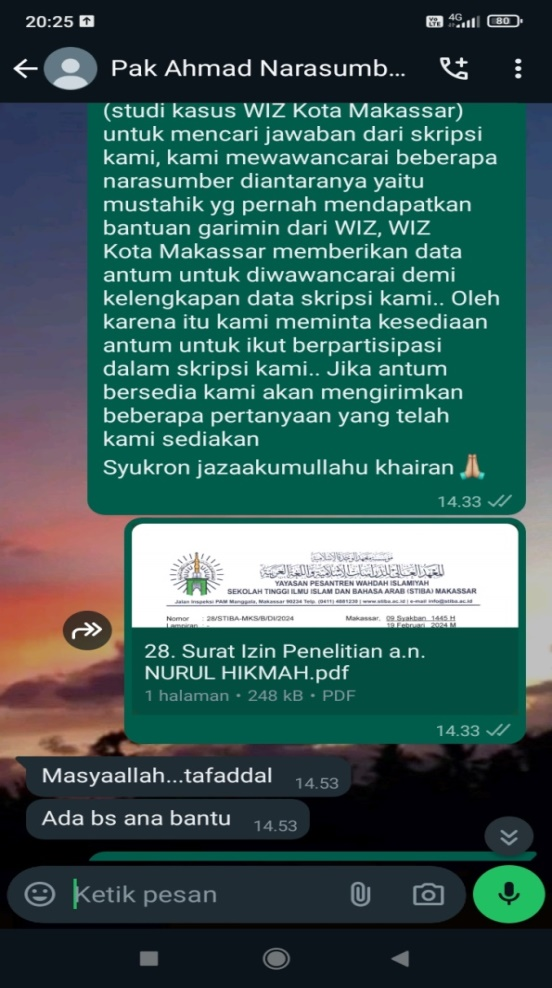 20:25
Vo LTE 4G 80
Pak Ahmad Narasumb...
(studi kasus WIZ Kota Makassar)
untuk mencari jawaban dari skripsi
kami, kami mewawancarai beberapa
narasumber diantaranya yaitu
mustahik yg pernah mendapatkan
bantuan garimin dari WIZ, WIZ
Kota Makassar memberikan data
antum untuk diwawancarai demi
kelengkapan data skripsi kami.. Oleh
karena itu kami meminta kesediaan
antum untuk ikut berpartisipasi
dalam skripsi kami.. Jika antum
bersedia kami akan mengirimkan
beberapa pertanyaan yang telah
kami sediakan
Syukron jazaakumullahu khairan 🙏🏼
14.33
YAYASAN PESANTREN WAHDAH ISLAMIYAH
SEKOLAH TINGGI ILMU ISLAM DAN BAHASA ARAB (STIBA) MAKASSAR
Jalan Inspeksi PAM Manggala, Makassar 90234 Telp. (0411) 4881230 | www.stiba.ac.id | e-mail info@stiba.ac.id
Nomor : 28/STIBA-MKS/B/DI/2024 Makassar, 09 Syakban 1445 H
Lampiran : 19 Februari 2024 M
28. Surat Izin Penelitian a.n.
NURUL HIKMAH.pdf
1 halaman • 248 kB • PDF
14.33
Masyaallah...tafaddal 14.53
Ada bs ana bantu 14.53
Ketik pesan